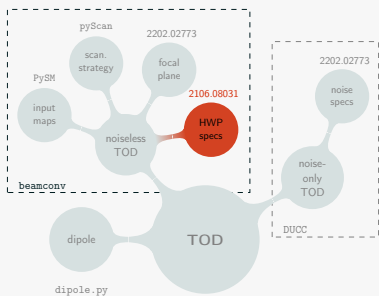 pyScan
2202.02773
PySM
scan.
strategy
focal
plane
2202.02773
input
maps
2106.08031
noise
specs
HWP
specs
noiseless
TOD
noise-
only
TOD
beamconv
dipole
TOD
DUCC
dipole.py